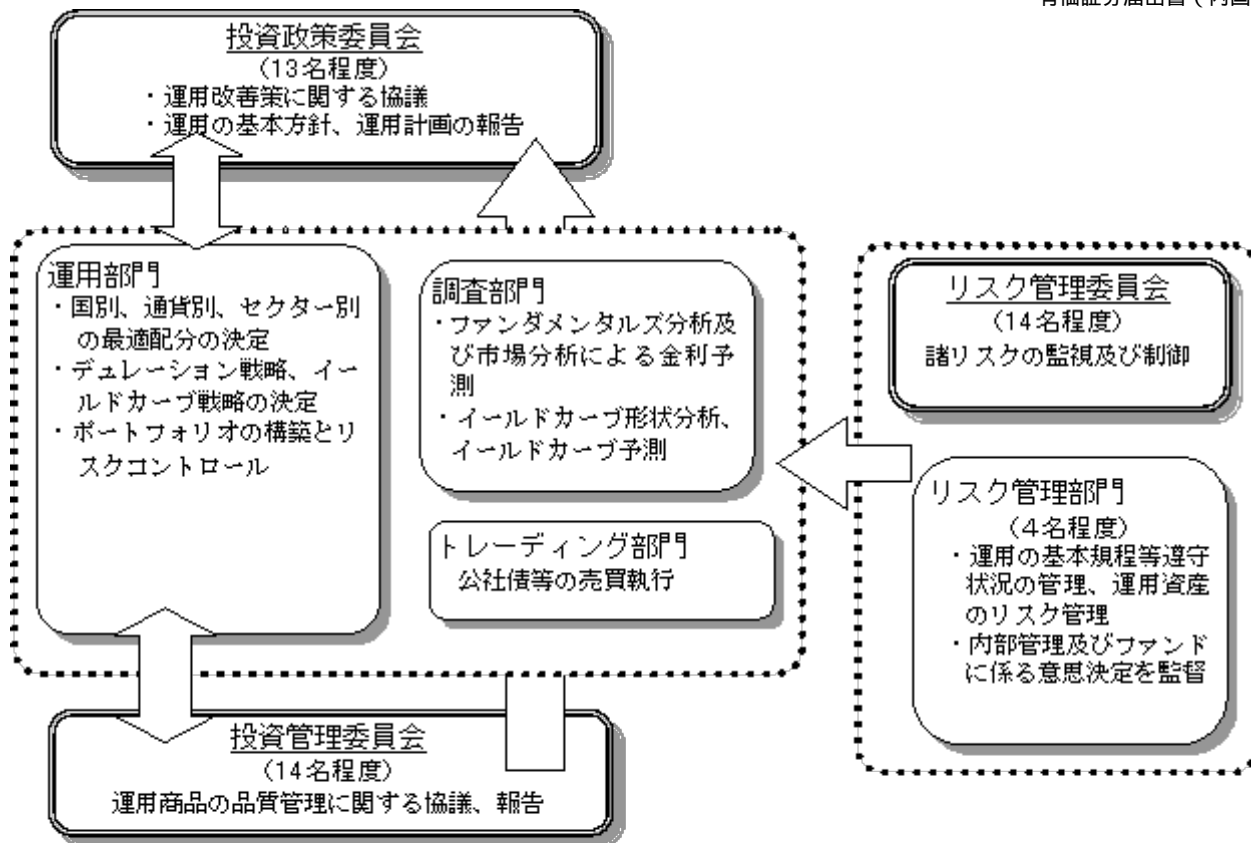 投資政策委員会
(13名程度)
・運用改善策に関する協議
・運用の基本方針、運用計画の報告
運用部門
・国別、通貨別、セクター別
の最適配分の決定
・デュレーション戦略、イー
ルドカーブ戦略の決定
・ポートフォリオの構築とリ
スクコントロール
調査部門
・ファンダメンタルズ分析及
び市場分析による金利予
測
・イールドカーブ形状分析、
イールドカーブ予測
トレーディング部門
公社債等の売買執行
リスク管理委員会
(14名程度)
諸リスクの監視及び制御
リスク管理部門
(4名程度)
・運用の基本規程等遵守
状況の管理、運用資産
のリスク管理
・内部管理及びファンド
に係る意思決定を監督
投資管理委員会
(14名程度)
運用商品の品質管理に関する協議、報告